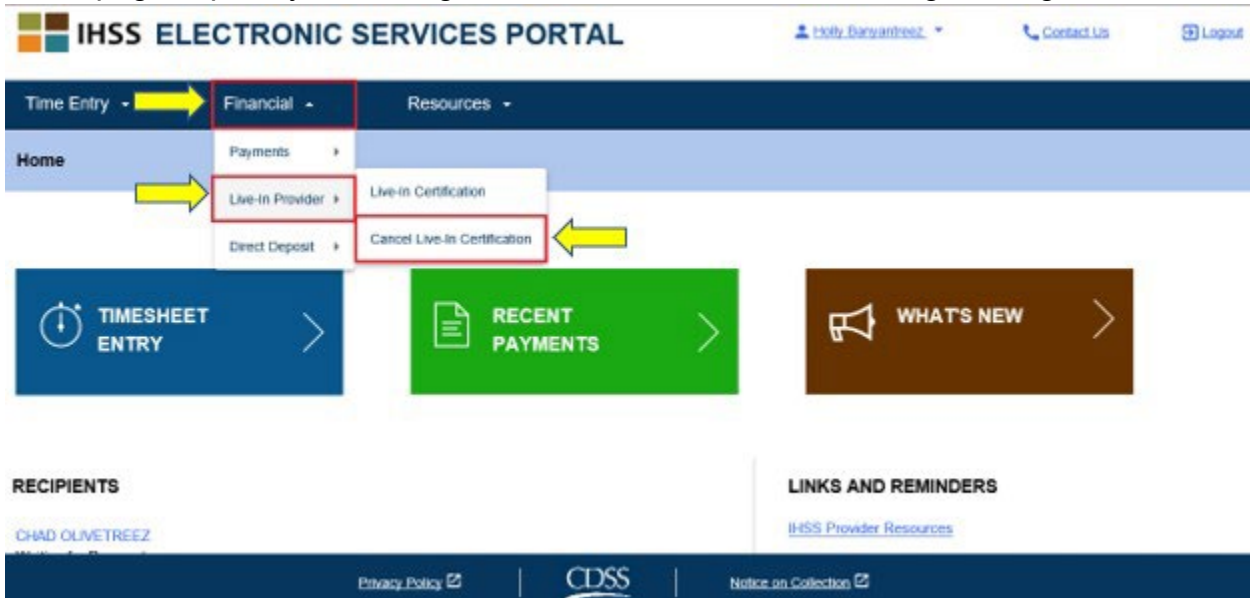 IHSS ELECTRONIC SERVICES PORTAL
Holly Banyantreez
Contact Us
Logout
Time Entry
Financial
Resources
Home
Payments
Live-In Provider
Live-In Certification
Direct Deposit
Cancel Live-In Certification
TIMESHEET
ENTRY
RECENT
PAYMENTS
WHAT'S NEW
RECIPIENTS
LINKS AND REMINDERS
CHAD OLIVETREEZ
IHSS Provider Resources
Privacy Policy
CDSS
Notice on Collection